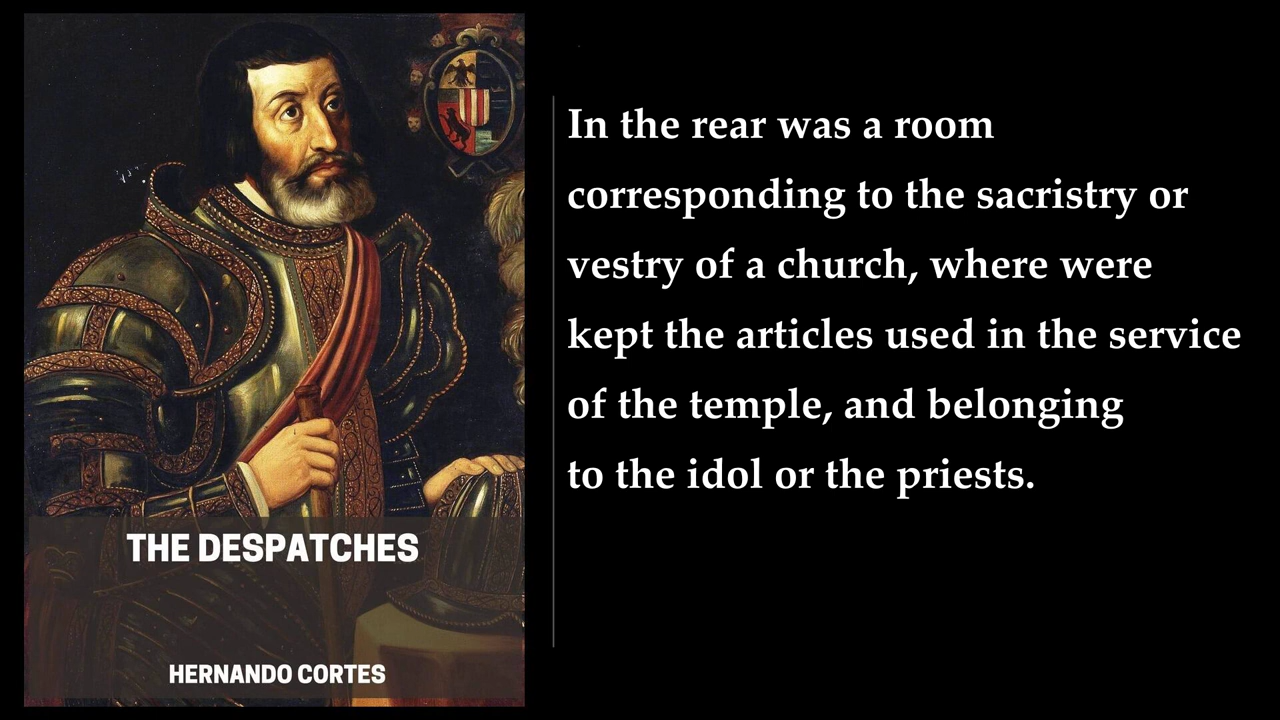 THE DESPATCHES
HERNANDO CORTES
In the rear was a room
corresponding to the sacristry or
vestry of a church, where were
kept the articles used in the service
of the temple, and belonging
to the idol or the priests.